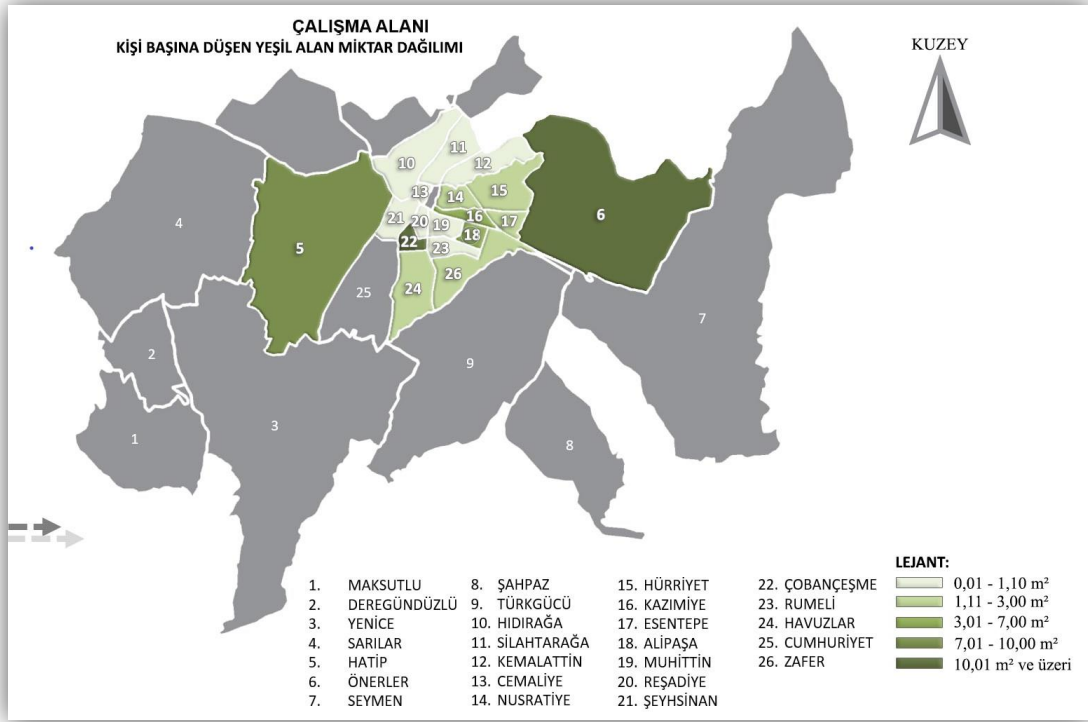 ÇALIŞMA ALANI
KİŞİ BAŞINA DÜŞEN YEŞİL ALAN MİKTAR DAĞILIMI
KUZEY
11
10
12
13
14
15
4
21
20
19
16
17
6
5
22
18
23
24
26
25
7
2
9
3
1
8
1. MAKSUTLU
2. DEREGÜNDÜZLÜ
3. YENİCE
4. SARILAR
5. HATİP
6. ÖNERLER
7. SEYMEN
8. ŞAHPAZ
9. TÜRKGÜCÜ
10. HIDIRAĞA
11. SİLAHTARAĞA
12. KEMALATTİN
13. CEMALİYE
14. NUSRATİYE
15. HÜRRİYET
16. KAZIMİYE
17. ESENTEPE
18. ALİPAŞA
19. MUHİTTİN
20. REŞADİYE
21. ŞEYHSİNAN
22. ÇOBANÇEŞME
23. RUMELİ
24. HAVUZLAR
25. CUMHURİYET
26. ZAFER
LEJANT:
0,01 - 1,10 m²
1,11 - 3,00 m²
3,01 - 7,00 m²
7,01 - 10,00 m²
10,01 m² ve üzeri